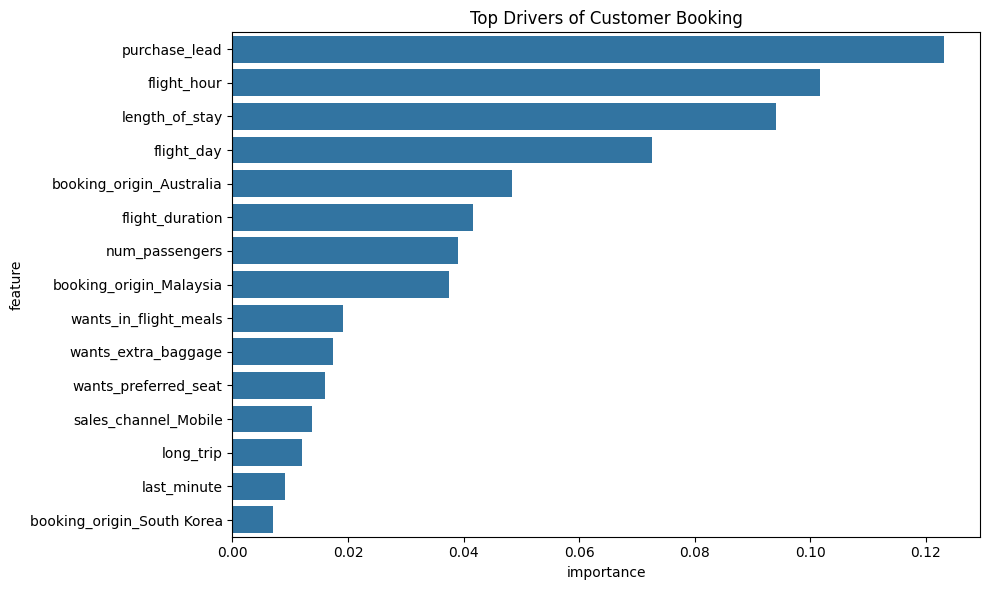 Top Drivers of Customer Booking
purchase_lead
flight_hour
length_of_stay
flight_day
booking_origin_Australia
flight_duration
num_passengers
booking_origin_Malaysia
wants_in_flight_meals
wants_extra_baggage
wants_preferred_seat
sales_channel_Mobile
long_trip
last_minute
booking_origin_South Korea
feature
0.00 0.02 0.04 0.06 0.08 0.10 0.12
importance